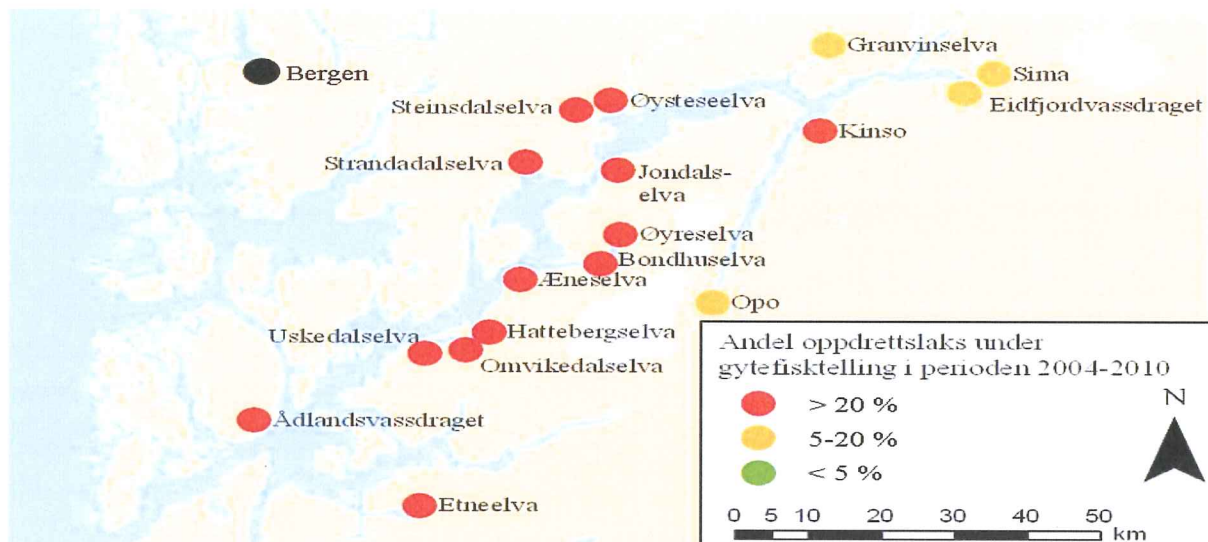 Granvinselva
Bergen
Sima
Øysteseelva
Steinsdalselva
Eidfjordvassdraget
Kinso
Strandadalselva
Jondals-
elva
Øyreselva
Bondhuselva
Æneselva
Opo
Uskedalselva
Hattebergselva
Omvikedalselva
Ådlandsvassdraget
Etneelva
Andel oppdrettslaks under
gytefisktelling i perioden 2004-2010
> 20 %
5-20 %
< 5 %
N
0 5 10 20 30 40 50
km